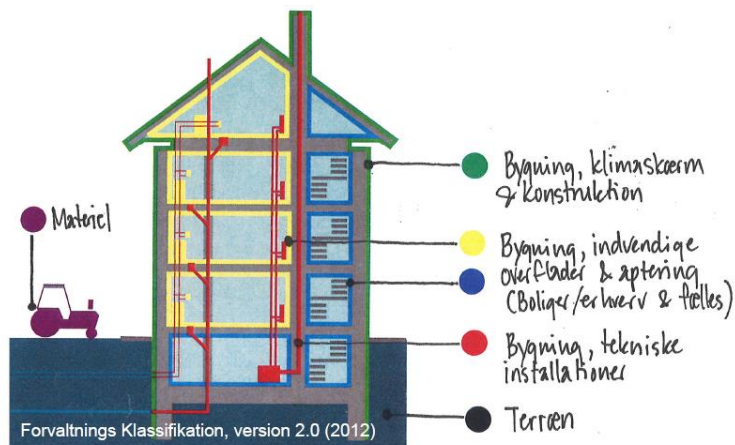 Bygning, klimaskærm
& konstruktion
Materiel
Bygning, indvendige
overflader & aptering
(Boliger/erhverv & fælles)
Bygning, tekniske
installationer
Terræn
Forvaltnings Klassifikation, version 2.0 (2012)